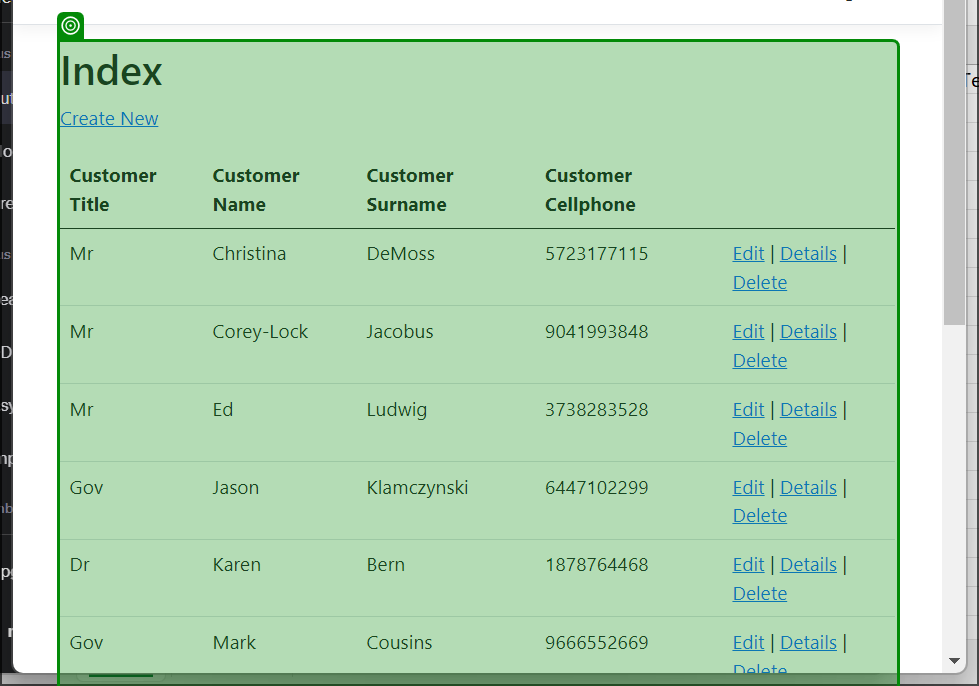 Index
Create New
Customer Title Customer Name Customer Surname Customer Cellphone
Mr Christina DeMoss 5723177115 Edit | Details |
Delete
Mr Corey-Lock Jacobus 9041993848 Edit | Details |
Delete
Mr Ed Ludwig 3738283528 Edit | Details |
Delete
Gov Jason Klamczynski 6447102299 Edit | Details |
Delete
Dr Karen Bern 1878764468 Edit | Details |
Delete
Gov Mark Cousins 9666552669 Edit | Details |
Delete